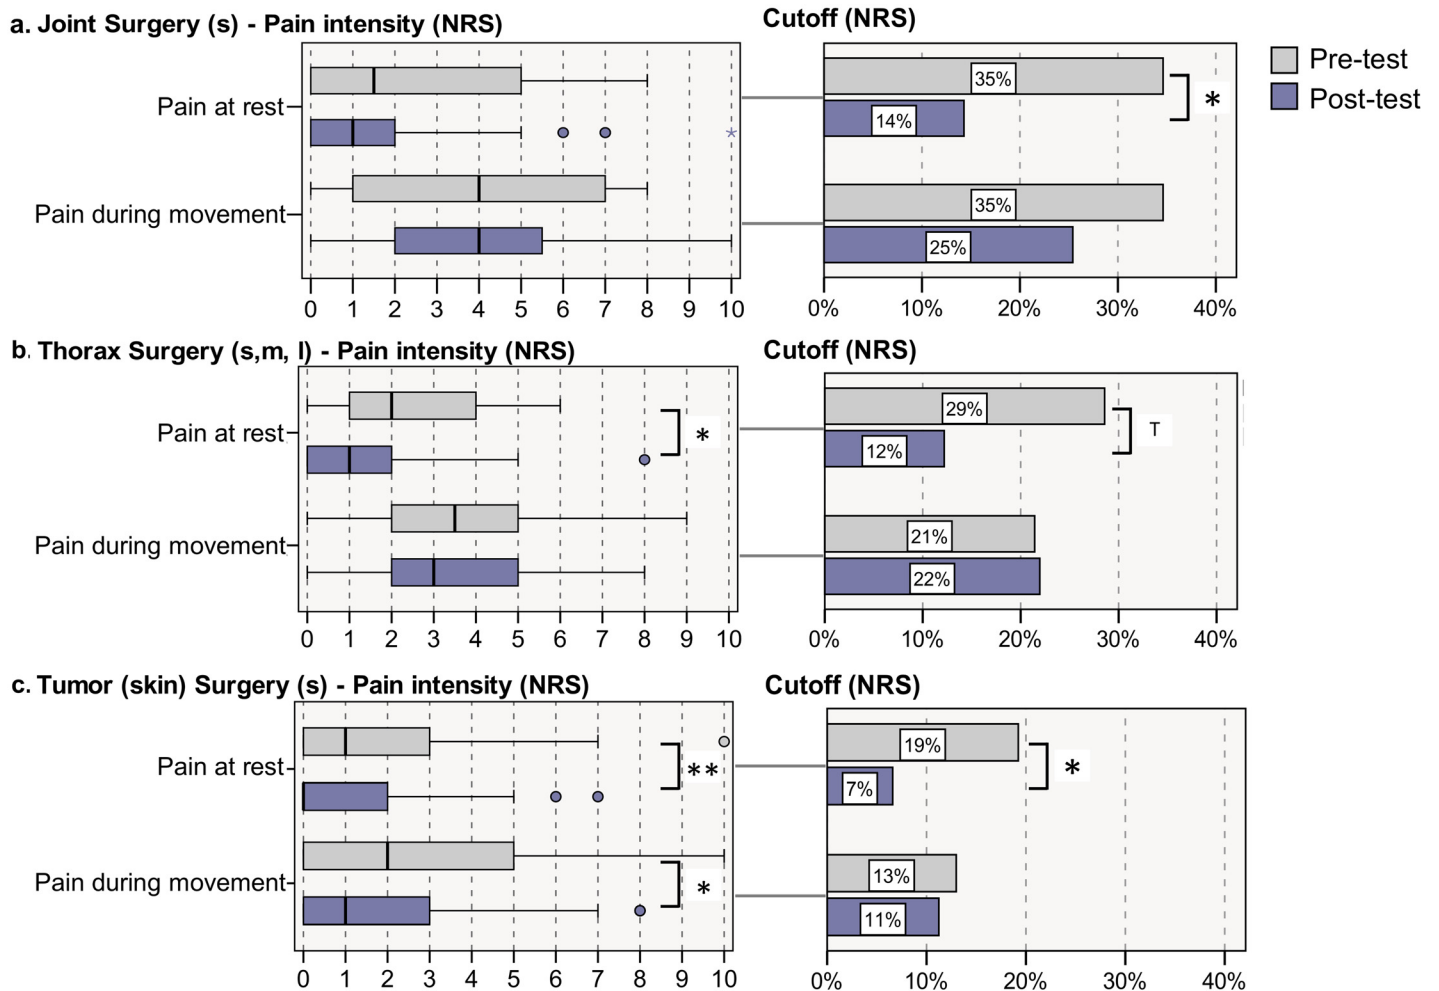 a. Joint Surgery (s) - Pain intensity (NRS)
Cutoff (NRS)
Pre-test
Post-test
Pain at rest
35%
*
14%
Pain during movement
35%
25%
0 1 2 3 4 5 6 7 8 9 10
0% 10% 20% 30% 40%
b. Thorax Surgery (s,m, l) - Pain intensity (NRS)
Cutoff (NRS)
Pain at rest
*
29%
T
12%
Pain during movement
21%
22%
0 1 2 3 4 5 6 7 8 9 10
0% 10% 20% 30% 40%
c. Tumor (skin) Surgery (s) - Pain intensity (NRS)
Cutoff (NRS)
Pain at rest
**
19%
*
7%
Pain during movement
*
13%
11%
0 1 2 3 4 5 6 7 8 9 10
0% 10% 20% 30% 40%